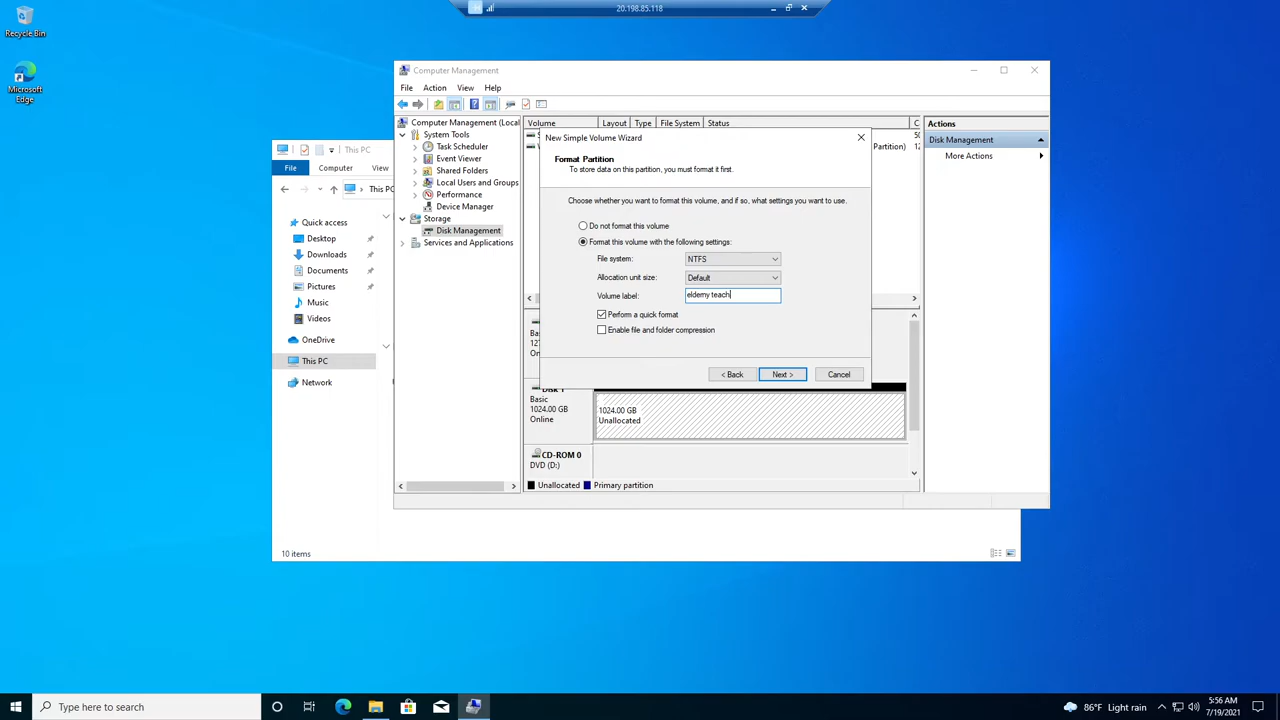 20.198.85.118
Recycle Bin
Microsoft
Edge
Computer Management
File Action View Help
Computer Management (Local
System Tools
Task Scheduler
Event Viewer
Shared Folders
Local Users and Groups
Performance
Device Manager
Storage
Disk Management
Services and Applications
Volume Layout Type File System Status
Partition)
Actions
Disk Management
More Actions
New Simple Volume Wizard
Format Partition
To store data on this partition, you must format it first.
Choose whether you want to format this volume, and if so, what settings you want to use.
Do not format this volume
Format this volume with the following settings:
File system: NTFS
Allocation unit size: Default
Volume label: eldemy teach
Perform a quick format
Enable file and folder compression
< Back Next > Cancel
Disk 1
Basic
1024.00 GB
Online
1024.00 GB
Unallocated
CD-ROM 0
DVD (D:)
Unallocated Primary partition
This PC
File Computer View
This PC
Quick access
Desktop
Downloads
Documents
Pictures
Music
Videos
OneDrive
This PC
Network
10 items
Type here to search
86°F Light rain
5:56 AM
7/19/2021